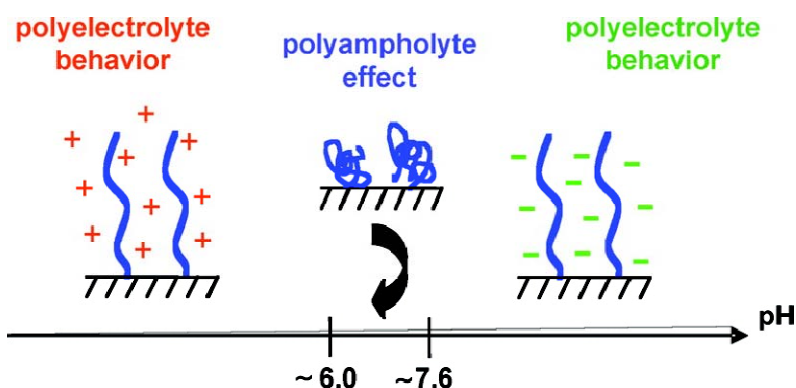 polyelectrolyte
behavior
polyampholyte
effect
polyelectrolyte
behavior
pH
~ 6.0
~7.6